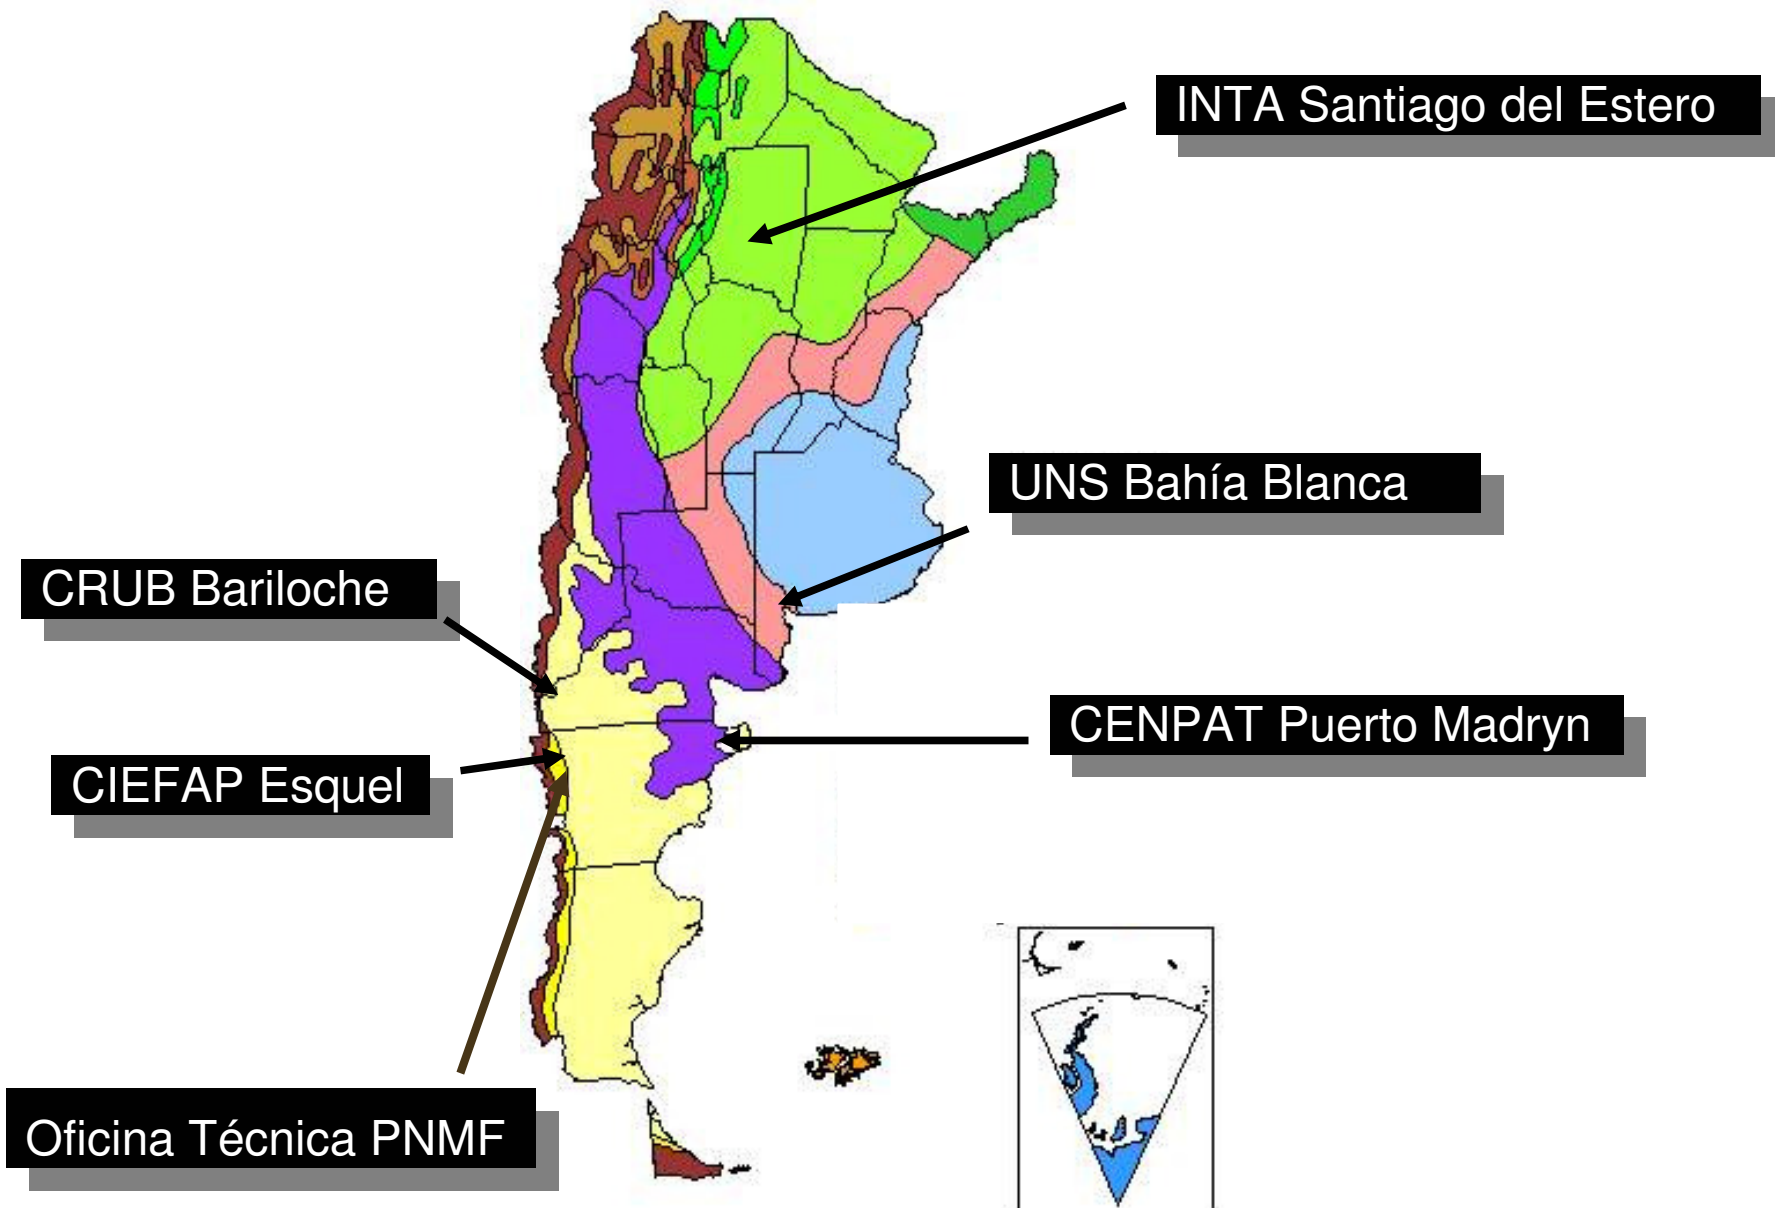 INTA Santiago del Estero
UNS Bahía Blanca
CRUB Bariloche
CENPAT Puerto Madryn
CIEFAP Esquel
Oficina Técnica PNMF